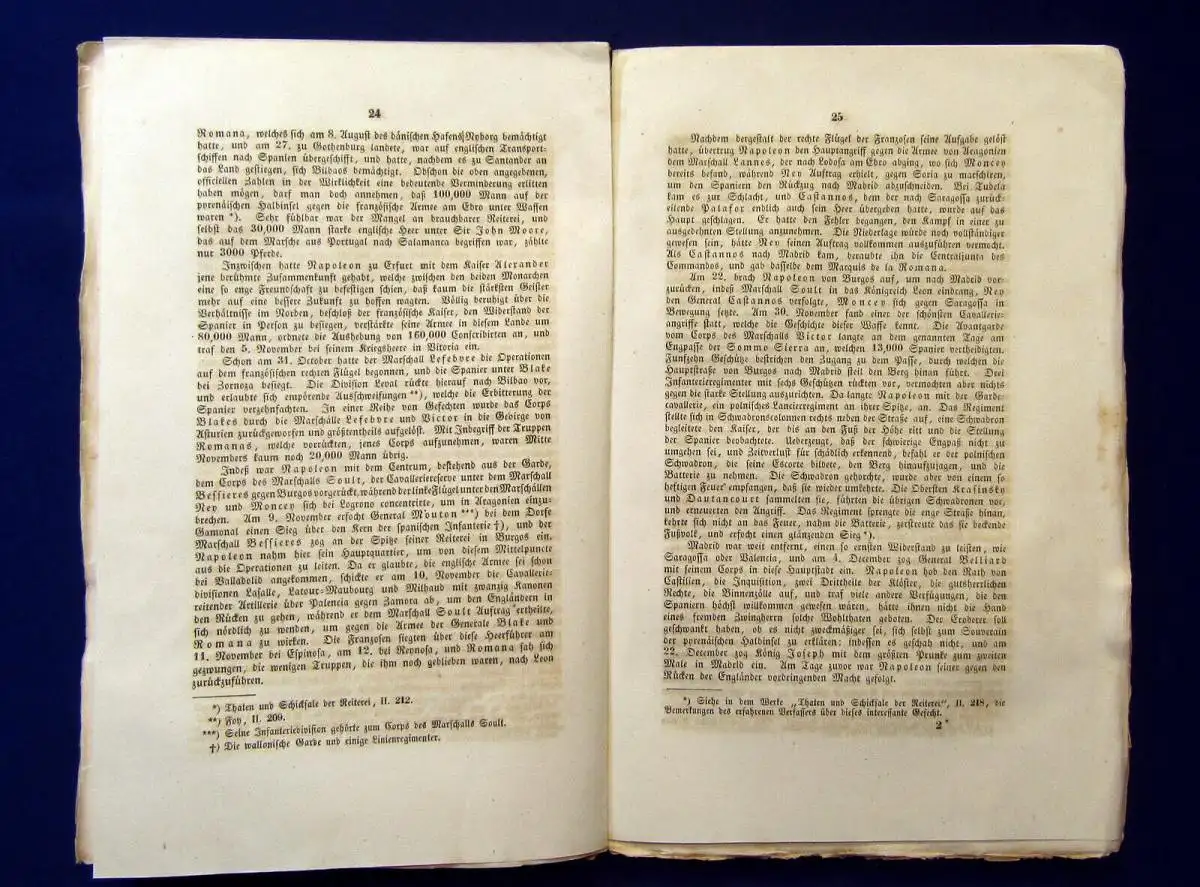 24
Romana, welches sich am 8. August des dänischen Hafens Nyborg bemächtigt
hatte, und am 27. zu Gothenburg landete, war auf englischen Transport-
schiffen nach Spanien übergeschifft, und hatte, nachdem es zu Santander an
das Land gestiegen, sich Bilbaos bemächtigt. Obschon die oben angegebenen,
officiellen Zahlen in der Wirklichkeit eine bedeutende Verminderung erlitten
haben mögen, darf man doch annehmen, daß 100,000 Mann auf der
pyrenäischen Halbinsel gegen die französische Armee am Ebro unter Waffen
waren *). Sehr fühlbar war der Mangel an brauchbarer Reiterei, und
selbst das 30,000 Mann starke englische Heer unter Sir John Moore,
das auf dem Marsche aus Portugal nach Salamanca begriffen war, zählte
nur 3000 Pferde.
Inzwischen hatte Napoleon zu Erfurt mit dem Kaiser Alexander
jene berühmte Zusammenkunft gehabt, welche zwischen den beiden Monarchen
eine so enge Freundschaft zu befestigen schien, daß kaum die stärksten Geister
mehr auf eine bessere Zukunft zu hoffen wagten. Völlig beruhigt über die
Verhältnisse im Norden, beschloß der französische Kaiser, den Widerstand der
Spanier in Person zu besiegen, verstärkte seine Armee in diesem Lande um
80,000 Mann, ordnete die Aushebung von 160,000 Conscribirten an, und
traf den 5. November bei seinem Kriegsheere in Vitoria ein.
Schon am 31. October hatte der Marschall Lefebvre die Operationen
auf dem französischen rechten Flügel begonnen, und die Spanier unter Blake
bei Zornoza besiegt. Die Division Leval rückte hierauf nach Bilbao vor,
und erlaubte sich empörende Ausschweifungen **), welche die Erbitterung der
Spanier verzehnfachten. In einer Reihe von Gefechten wurde das Corps
Blakes durch die Marschälle Lefebvre und Victor in die Gebirge von
Asturien zurückgeworfen und größtentheils aufgelöst. Mit Inbegriff der Truppen
Romanas, welche vorrückten, jenes Corps aufzunehmen, waren Mitte
Novembers kaum noch 20,000 Mann übrig.
Indeß war Napoleon mit dem Centrum, bestehend aus der Garde,
dem Corps des Marschalls Soult, der Cavalleriereserve unter dem Marschall
Bessieres gegen Burgos vorgerückt, während der linke Flügel unter den Marschällen
Ney und Moncey sich bei Logrono concentrirte, um in Aragonien einzu-
brechen. Am 9. November erfocht General Mouton ***) bei dem Dorfe
Gamonal einen Sieg über den Kern der spanischen Infanterie †), und der
Marschall Bessieres zog an der Spitze seiner Reiterei in Burgos ein.
Napoleon nahm hier sein Hauptquartier, um von diesem Mittelpuncte
aus die Operationen zu leiten. Da er glaubte, die englische Armee sei schon
bei Valladolid angekommen, schickte er am 10. November die Cavallerie-
divisionen Lasalle, Latour-Maubourg und Milhaud mit zwanzig Kanonen
reitender Artillerie über Palencia gegen Zamora ab, um den Engländern in
den Rücken zu gehen, während er dem Marschall Soult Auftrag ertheilte,
sich nördlich zu wenden, um gegen die Armee der Generale Blake und
Romana zu wirken. Die Franzosen siegten über diese Heerführer am
11. November bei Espinosa, am 12. bei Reynosa, und Romana sah sich
gezwungen, die wenigen Truppen, die ihm noch geblieben waren, nach Leon
zurückzuführen.
*) Thaten und Schicksale der Reiterei, II. 212.
**) Foy, II. 209.
***) Seine Infanteriedivision gehörte zum Corps des Marschalls Soult.
†) Die wallonische Garde und einige Linienregimenter.
25
Nachdem dergestalt der rechte Flügel der Franzosen seine Aufgabe gelöst
hatte, übertrug Napoleon den Hauptangriff gegen die Armee von Aragonien
dem Marschall Lannes, der nach Lodosa am Ebro abging, wo sich Moncey
bereits befand, während Ney Auftrag erhielt, gegen Soria zu marschiren,
um den Spaniern den Rückzug nach Madrid abzuschneiden. Bei Tudela
kam es zur Schlacht, und Castannos, dem der nach Saragossa zurück-
eilende Palafox endlich auch sein Heer übergeben hatte, wurde auf das
Haupt geschlagen. Er hatte den Fehler begangen, den Kampf in einer zu
ausgedehnten Stellung anzunehmen. Die Niederlage würde noch vollständiger
gewesen sein, hätte Ney seinen Auftrag vollkommen auszuführen vermocht.
Als Castannos nach Madrid kam, beraubte ihn die Centraljunta des
Commandos, und gab dasselbe dem Marquis de la Romana.
Am 22. brach Napoleon von Burgos auf, um nach Madrid vor-
zurücken, indeß Marschall Soult in das Königreich Leon eindrang, Ney
den General Castannos verfolgte, Moncey sich gegen Saragossa in
Bewegung setzte. Am 30. November fand einer der schönsten Cavallerie-
angriffe statt, welche die Geschichte dieser Waffe kennt. Die Avantgarde
vom Corps des Marschalls Victor langte an dem genannten Tage am
Engpasse der Sommo Sierra an, welchen 13,000 Spanier vertheidigten.
Funfzehn Geschütze bestrichen den Zugang zu dem Passe, durch welchen die
Hauptstraße von Burgos nach Madrid steil den Berg hinan führt. Drei
Infanterieregimenter mit sechs Geschützen rückten vor, vermochten aber nichts
gegen die starke Stellung auszurichten. Da langte Napoleon mit der Garde-
cavallerie, ein polnisches Lancierregiment an ihrer Spitze, an. Das Regiment
stellte sich in Schwadronscolonnen rechts neben der Straße auf, eine Schwadron
begleitete den Kaiser, der bis an den Fuß der Höhe ritt und die Stellung
der Spanier beobachtete. Ueberzeugt, daß der schwierige Engpaß nicht zu
umgehen sei, und Zeitverlust für schädlich erkennend, befahl er der polnischen
Schwadron, die seine Escorte bildete, den Berg hinaufzujagen, und die
Batterie zu nehmen. Die Schwadron gehorchte, wurde aber von einem so
heftigen Feuer empfangen, daß sie wieder umkehrte. Die Obersten Krasinsky
und Dautancourt sammelten sie, führten die übrigen Schwadronen vor,
und erneuerten den Angriff. Das Regiment sprengte die enge Straße hinan,
kehrte sich nicht an das Feuer, nahm die Batterie, zerstreute das sie deckende
Fußvolk, und erfocht einen glänzenden Sieg *).
Madrid war weit entfernt, einen so ernsten Widerstand zu leisten, wie
Saragossa oder Valencia, und am 4. December zog General Belliard
mit seinem Corps in diese Hauptstadt ein. Napoleon hob den Rath von
Castilien, die Inquisition, zwei Drittheile der Klöster, die gutsherrlichen
Rechte, die Binnenzölle auf, und traf viele andere Verfügungen, die den
Spaniern höchst willkommen gewesen wären, hätte ihnen nicht die Hand
eines fremden Zwingherrn solche Wohlthaten geboten. Der Eroberer soll
geschwankt haben, ob es nicht zweckmäßiger sei, sich selbst zum Souverain
der pyrenäischen Halbinsel zu erklären; indessen es geschah nicht, und am
22. December zog König Joseph mit dem größten Prunke zum zweiten
Male in Madrid ein. Am Tage zuvor war Napoleon seiner gegen den
Rücken der Engländer vordringenden Macht gefolgt.
*) Siehe in dem Werke „Thaten und Schicksale der Reiterei", II. 218, die
Bemerkungen des erfahrenen Verfassers über dieses interessante Gefecht.
2*